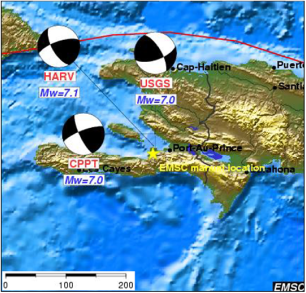 HARV
Mw=7.1
USGS
Mw=7.0
Cap-Haitien
Puerto
Santi
CPPT
Mw=7.0
Cayes
Port-Au-Prince
EMSC
location
ahona
0 100 200
EMSC